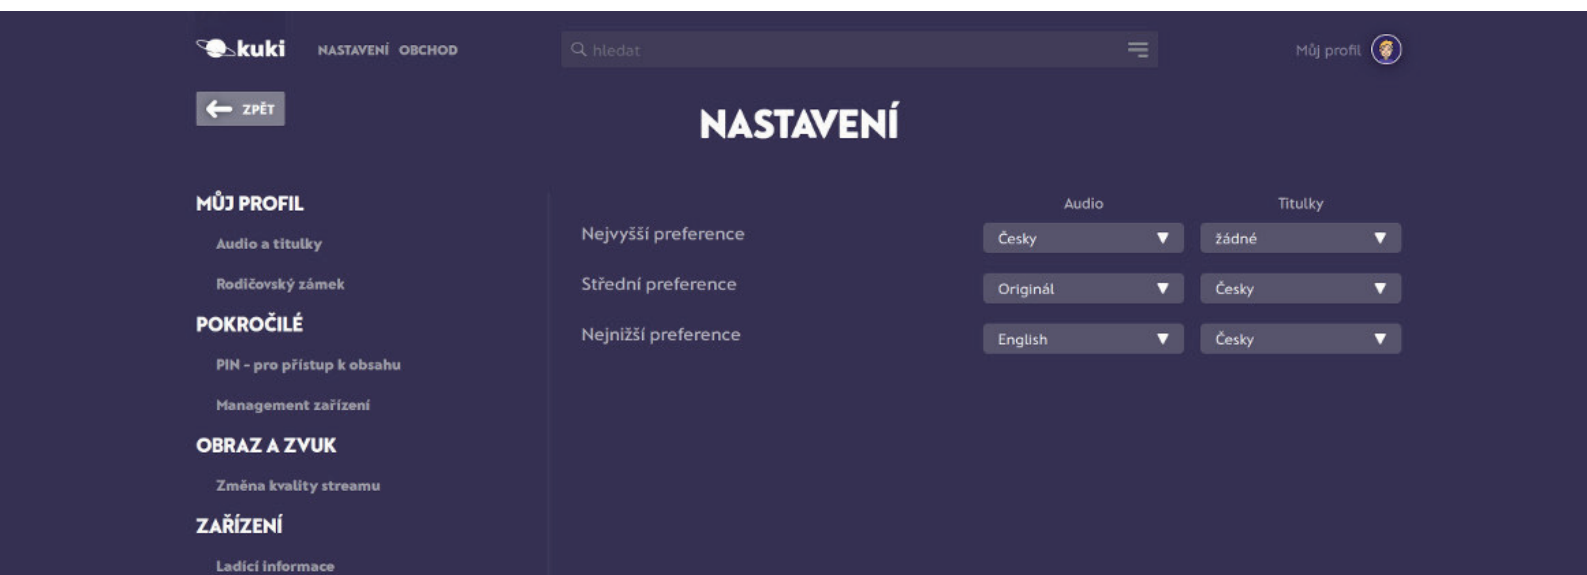 kuki NASTAVENÍ OBCHOD hledat Můj profil
ZPĚT
NASTAVENÍ
MŮJ PROFIL
Audio a titulky
Rodičovský zámek
POKROČILÉ
PIN - pro přístup k obsahu
Management zařízení
OBRAZ A ZVUK
Změna kvality streamu
ZAŘÍZENÍ
Ladící informace
Audio Titulky
Nejvyšší preference Česky žádné
Střední preference Originál Česky
Nejnižší preference English Česky